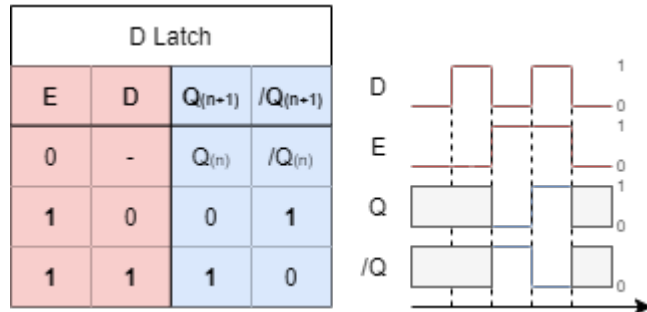 D Latch
E D Q(n+1) /Q(n+1)
0 - Q(n) /Q(n)
1 0 0 1
1 1 1 0
D 1 0
E 1 0
Q 1 0
/Q 0